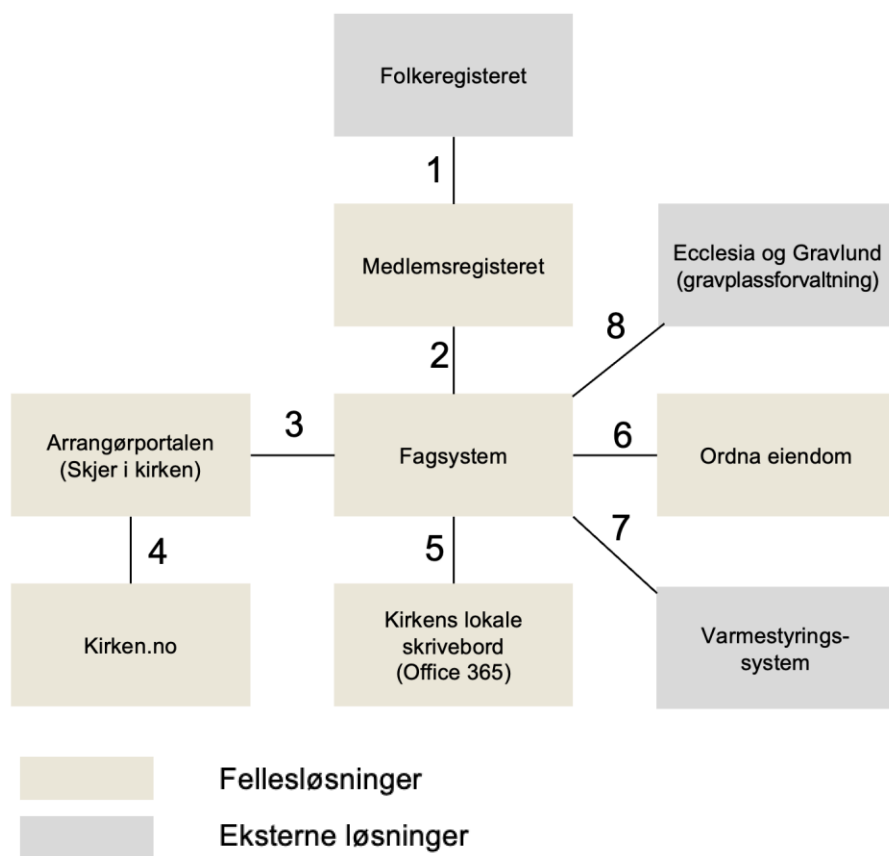 Folkeregisteret
1
Medlemsregisteret
Ecclesia og Gravlund
(gravplassforvaltning)
2
8
Arrangørportalen
(Skjer i kirken)
3
Fagsystem
6
Ordna eiendom
4
5
7
Kirken.no
Kirkens lokale
skrivebord
(Office 365)
Varmestyrings-
system
Fellesløsninger
Eksterne løsninger